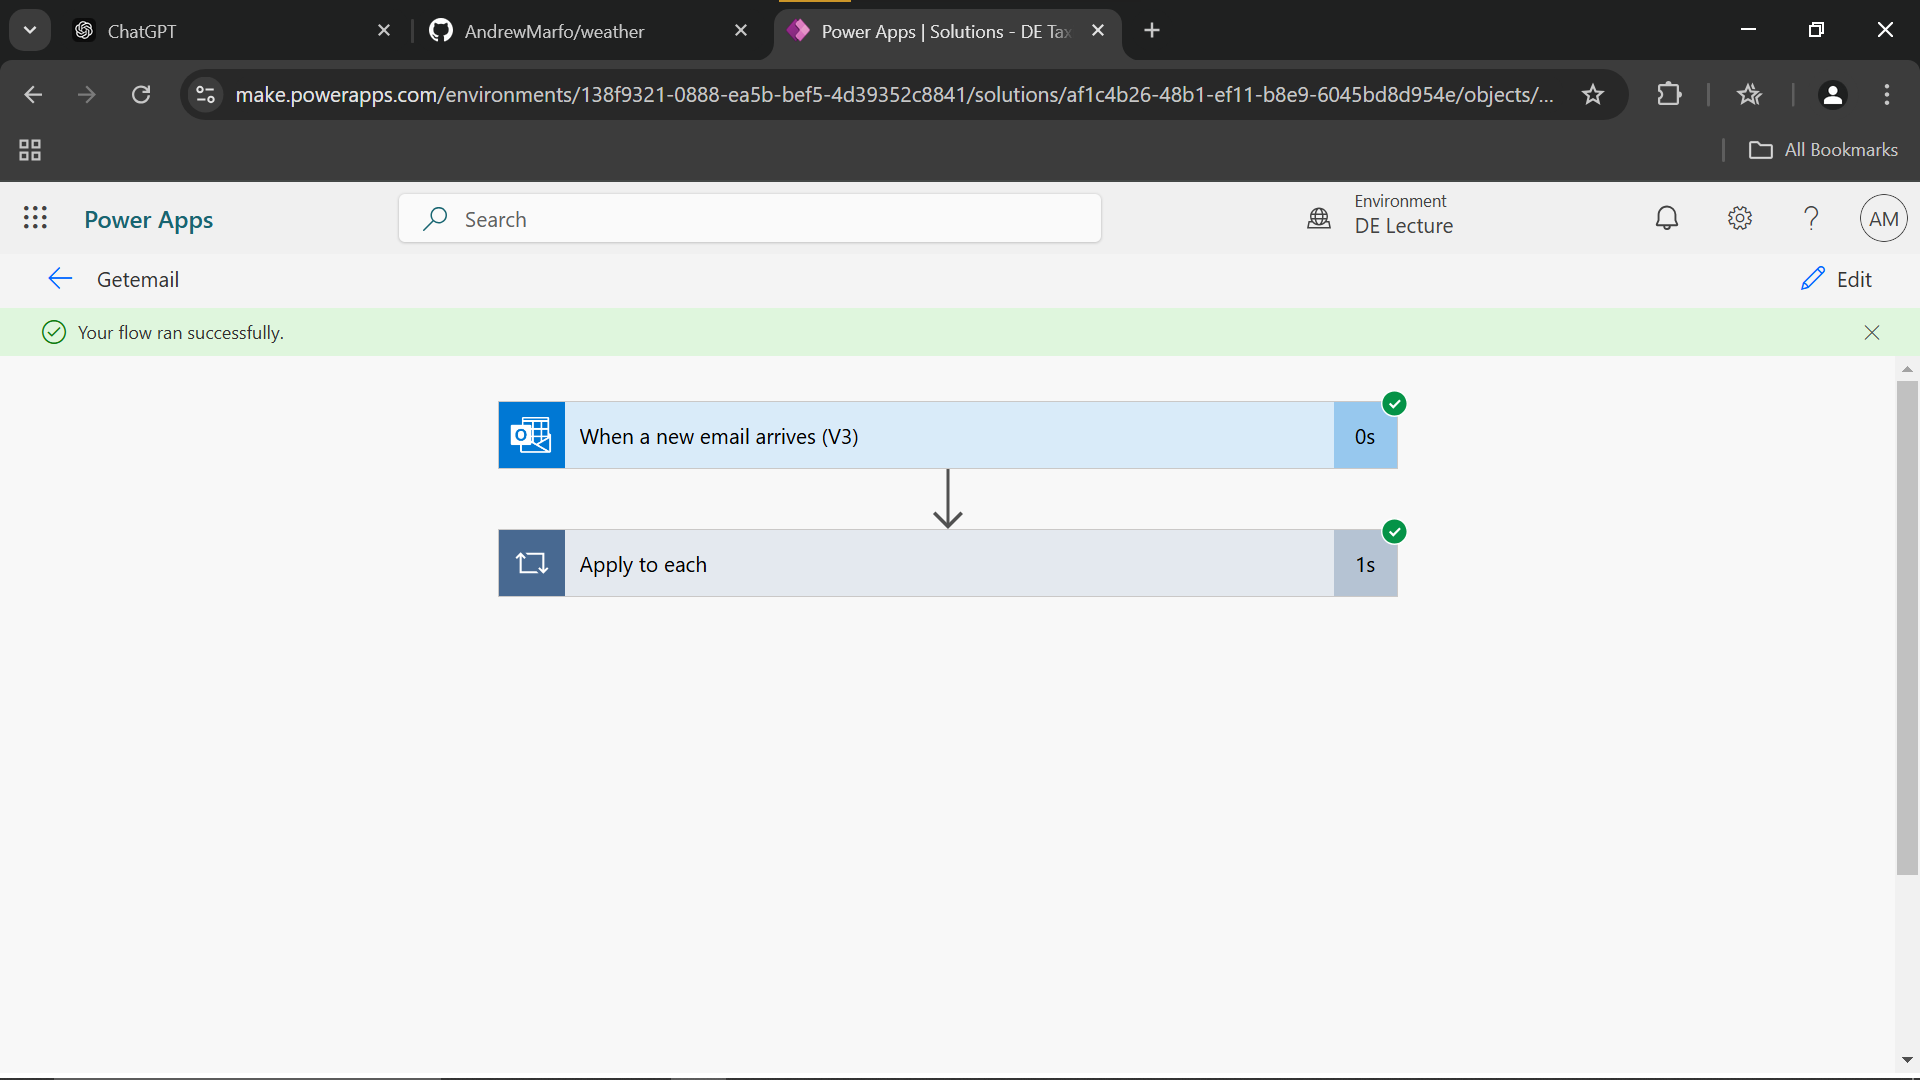 ChatGPT
AndrewMarfo/weather
Power Apps | Solutions - DE Tax
make.powerapps.com/environments/138f9321-0888-ea5b-bef5-4d39352c8841/solutions/af1c4b26-48b1-ef11-b8e9-6045bd8d954e/objects/...
All Bookmarks
Power Apps
Search
Environment
DE Lecture
AM
Getemail
Edit
Your flow ran successfully.
When a new email arrives (V3)
0s
Apply to each
1s